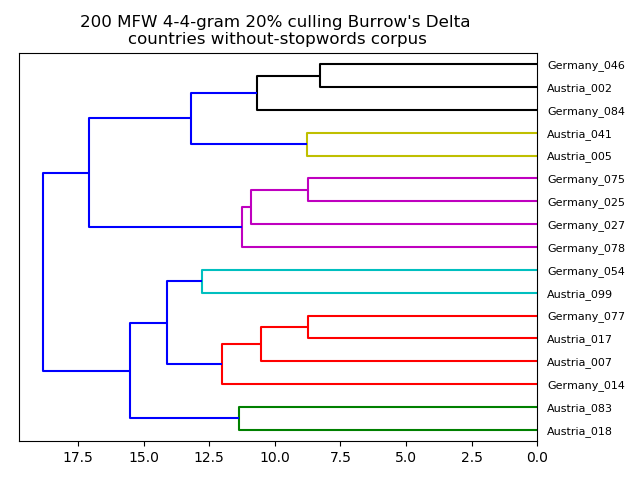 200 MFW 4-4-gram 20% culling Burrow's Delta
countries without-stopwords corpus
Germany_046
Austria_002
Germany_084
Austria_041
Austria_005
Germany_075
Germany_025
Germany_027
Germany_078
Germany_054
Austria_099
Germany_077
Austria_017
Austria_007
Germany_014
Austria_083
Austria_018
17.5 15.0 12.5 10.0 7.5 5.0 2.5 0.0